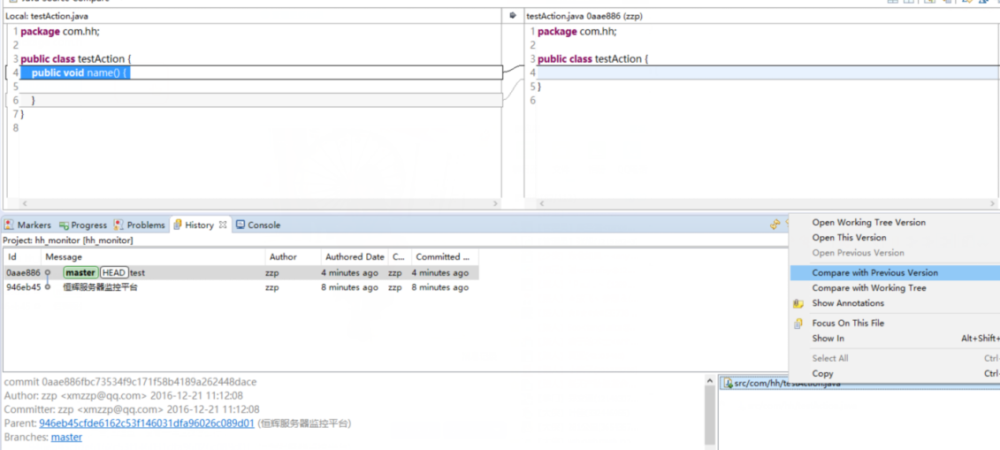 Java Source Compare
Local: testAction.java
1 package com.hh;
2
3 public class testAction {
4 public void name() {
5
6 }
7 }
8
testAction.java 0aae886 (zzp)
1 package com.hh;
2
3 public class testAction {
4
5 }
6
Markers Progress Problems History Console
Project: hh_monitor [hh_monitor]
Id Message Author Authored Date C... Committed ...
0aae886 master HEAD test zzp 4 minutes ago zzp 4 minutes ago
946eb45 恒辉服务器监控平台 zzp 8 minutes ago zzp 8 minutes ago
Open Working Tree Version
Open This Version
Open Previous Version
Compare with Previous Version
Compare with Working Tree
Show Annotations
Focus On This File
Show In Alt+Shift+
Select All Ctrl+
Copy Ctrl+
commit 0aae886fbc73534f9c171f58b4189a262448dace
Author: zzp <xmzzp@qq.com> 2016-12-21 11:12:08
Committer: zzp <xmzzp@qq.com> 2016-12-21 11:12:08
Parent: 946eb45cfde6162c53f146031dfa96026c089d01 (恒辉服务器监控平台)
Branches: master
src/com/hh/testAction.java